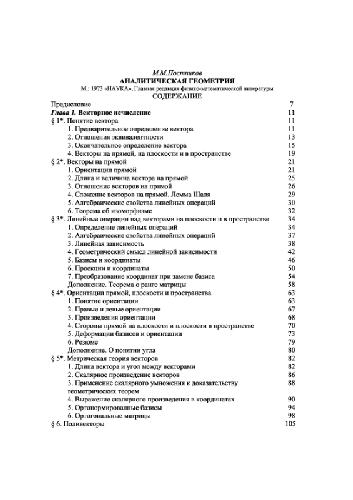 М.М.Постников
АНАЛИТИЧЕСКАЯ ГЕОМЕТРИЯ
М.: 1973 «НАУКА», Главная редакция физико-математической литературы
СОДЕРЖАНИЕ
Предисловие 7
Глава I. Векторное исчисление 11
§ 1*. Понятие вектора 11
1. Предварительное определение вектора 11
2. Отношения эквивалентности 13
3. Окончательное определение вектора 15
4. Векторы на прямой, на плоскости и в пространстве 19
§ 2*. Векторы на прямой 21
1. Ориентация прямой 21
2. Длина и величина вектора на прямой 25
3. Отношение векторов на прямой 26
4. Сложение векторов на прямой. Лемма Шаля 29
5. Алгебраические свойства линейных операций 30
6. Теорема об изоморфизме 32
§ 3*. Линейные операции над векторами на плоскости и в пространстве 34
1. Определение линейных операций 34
2. Алгебраические свойства линейных операций 37
3. Линейная зависимость 38
4. Геометрический смысл линейной зависимости 42
5. Базисы и координаты 46
6. Проекции и координаты 50
7. Преобразование координат при замене базиса 54
Дополнение. Теорема о ранге матрицы 58
§ 4*. Ориентации прямой, плоскости и пространства 63
1. Понятие ориентации 63
2. Правые и левые ориентации 67
3. Произведения ориентации 68
4. Стороны прямой на плоскости и плоскости в пространстве 70
5. Деформации базисов и ориентации 73
6. Резюме 79
Дополнение. О понятии угла 80
§ 5*. Метрическая теория векторов 82
1. Длина вектора и угол между векторами 82
2. Скалярное произведение векторов 86
3. Применение скалярного умножения к доказательству 88
геометрических теорем
4. Выражение скалярного произведения в координатах 90
5. Ортонормированные базисы 94
6. Ортогональные матрицы 98
§ 6. Поливекторы 105